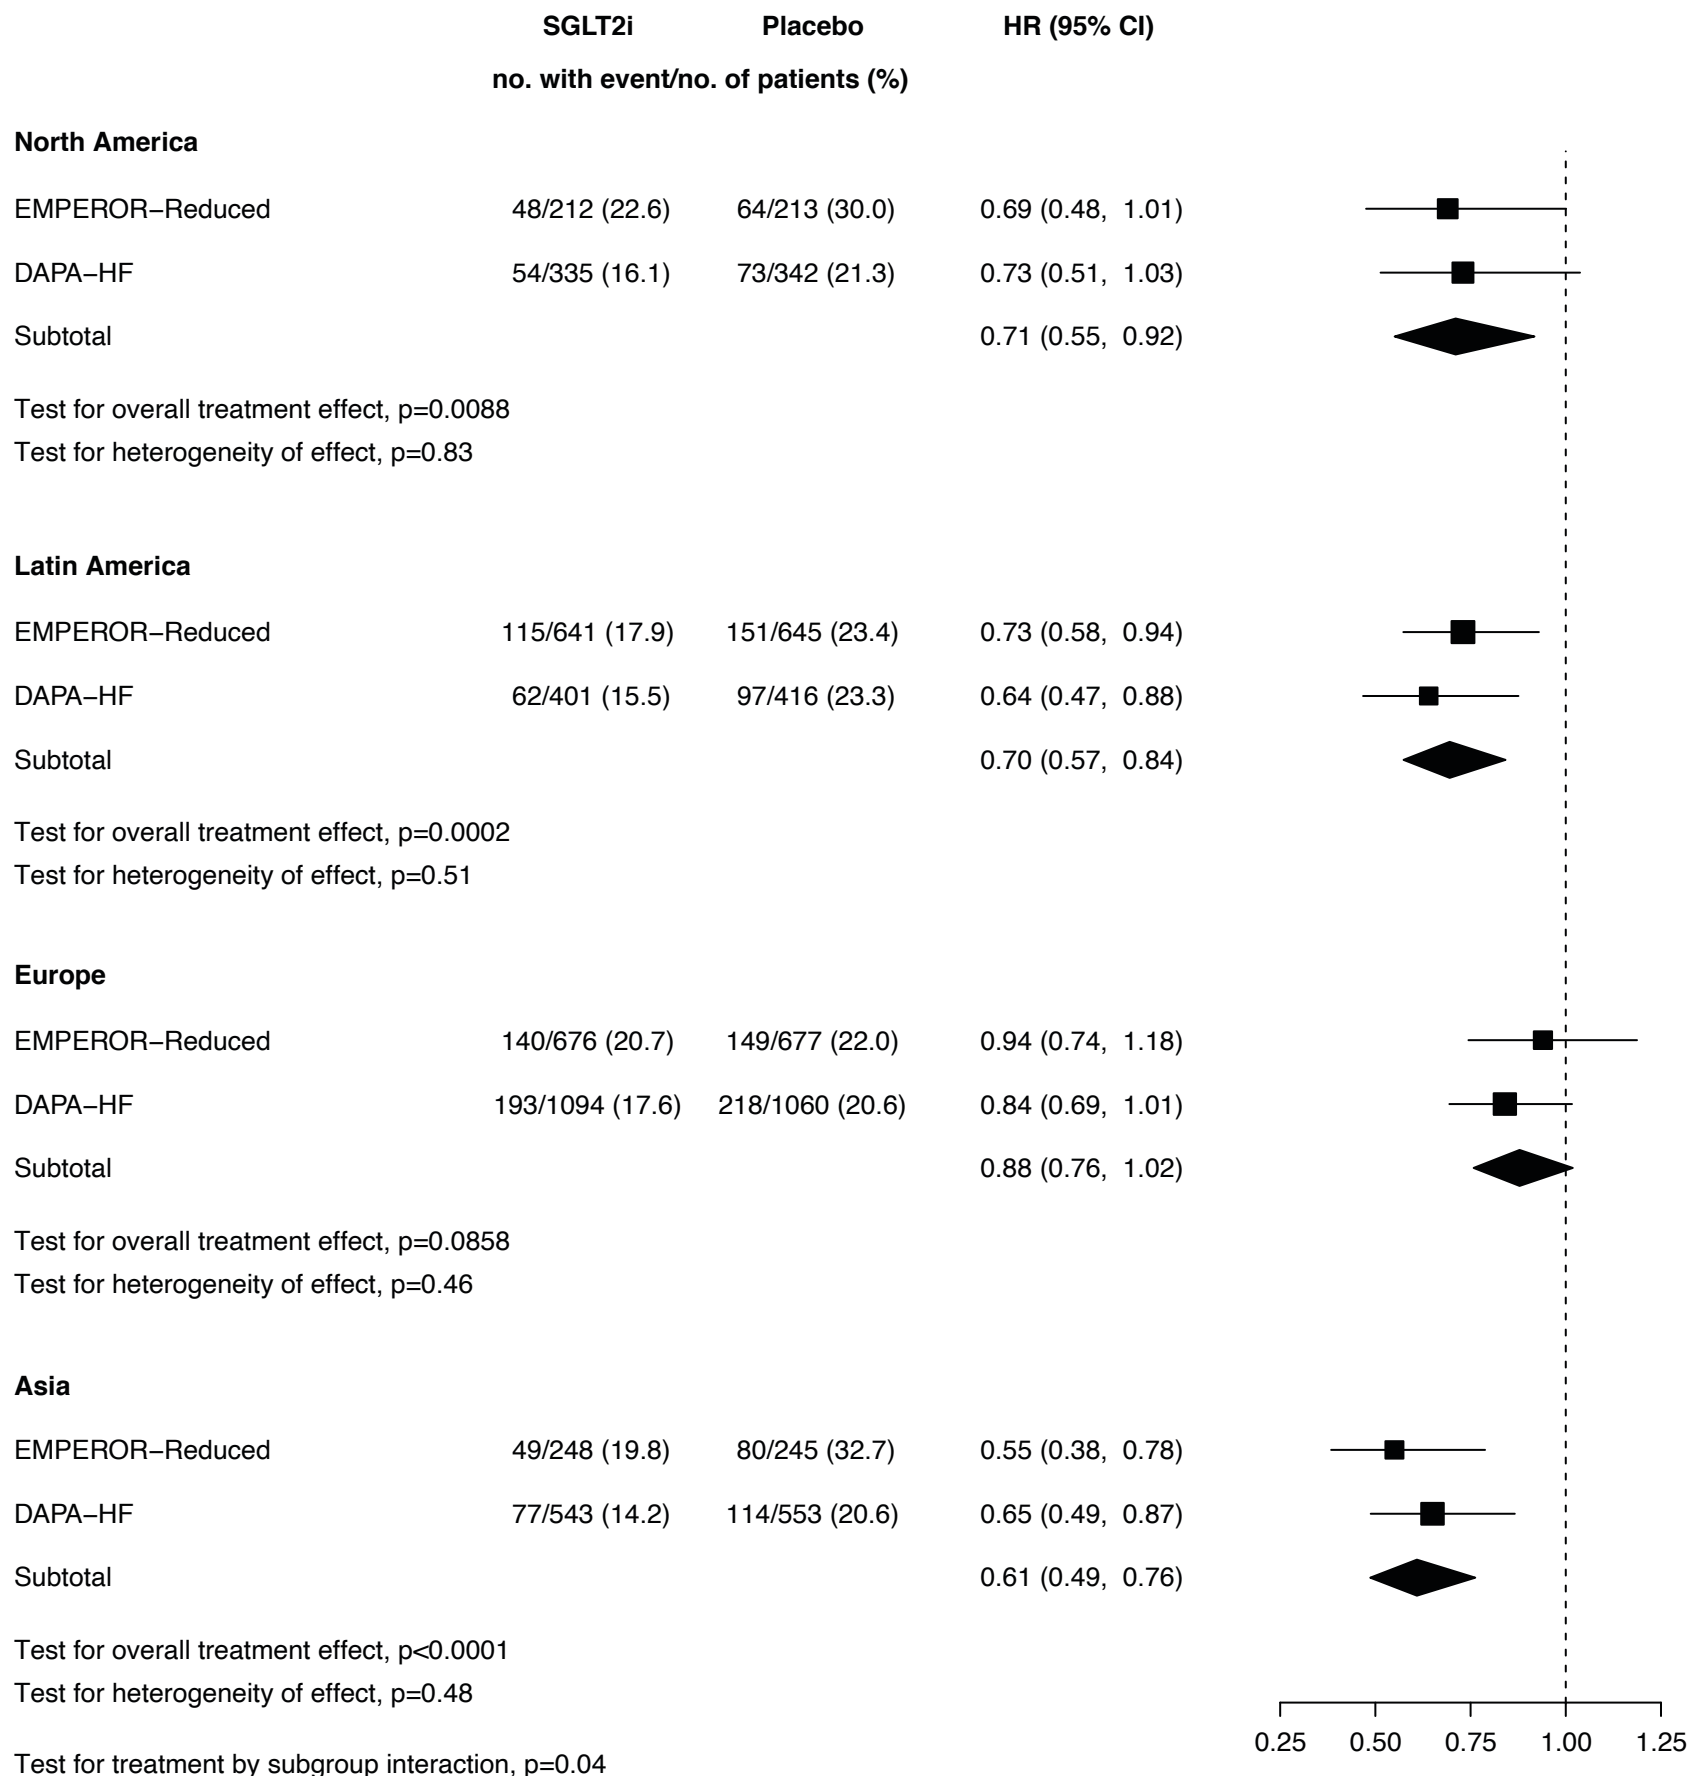 SGLT2i Placebo HR (95% CI)
no. with event/no. of patients (%)
North America
EMPEROR−Reduced 48/212 (22.6) 64/213 (30.0) 0.69 (0.48, 1.01)
DAPA−HF 54/335 (16.1) 73/342 (21.3) 0.73 (0.51, 1.03)
Subtotal 0.71 (0.55, 0.92)
Test for overall treatment effect, p=0.0088
Test for heterogeneity of effect, p=0.83
Latin America
EMPEROR−Reduced 115/641 (17.9) 151/645 (23.4) 0.73 (0.58, 0.94)
DAPA−HF 62/401 (15.5) 97/416 (23.3) 0.64 (0.47, 0.88)
Subtotal 0.70 (0.57, 0.84)
Test for overall treatment effect, p=0.0002
Test for heterogeneity of effect, p=0.51
Europe
EMPEROR−Reduced 140/676 (20.7) 149/677 (22.0) 0.94 (0.74, 1.18)
DAPA−HF 193/1094 (17.6) 218/1060 (20.6) 0.84 (0.69, 1.01)
Subtotal 0.88 (0.76, 1.02)
Test for overall treatment effect, p=0.0858
Test for heterogeneity of effect, p=0.46
Asia
EMPEROR−Reduced 49/248 (19.8) 80/245 (32.7) 0.55 (0.38, 0.78)
DAPA−HF 77/543 (14.2) 114/553 (20.6) 0.65 (0.49, 0.87)
Subtotal 0.61 (0.49, 0.76)
Test for overall treatment effect, p<0.0001
Test for heterogeneity of effect, p=0.48
0.25 0.50 0.75 1.00 1.25
Test for treatment by subgroup interaction, p=0.04